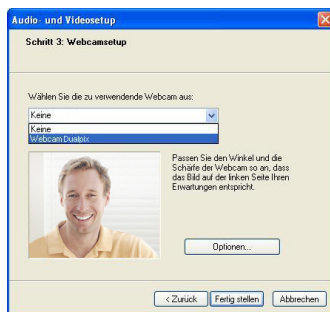 Audio- und Videosetup
Schritt 3: Webcamsetup
Wählen Sie die zu verwendende Webcam aus:
Keine
Keine
Webcam Dualpix
Passen Sie den Winkel und die
Schärfe der Webcam so an, dass
das Bild auf der linken Seite Ihren
Erwartungen entspricht.
Optionen...
< Zurück Fertig stellen Abbrechen